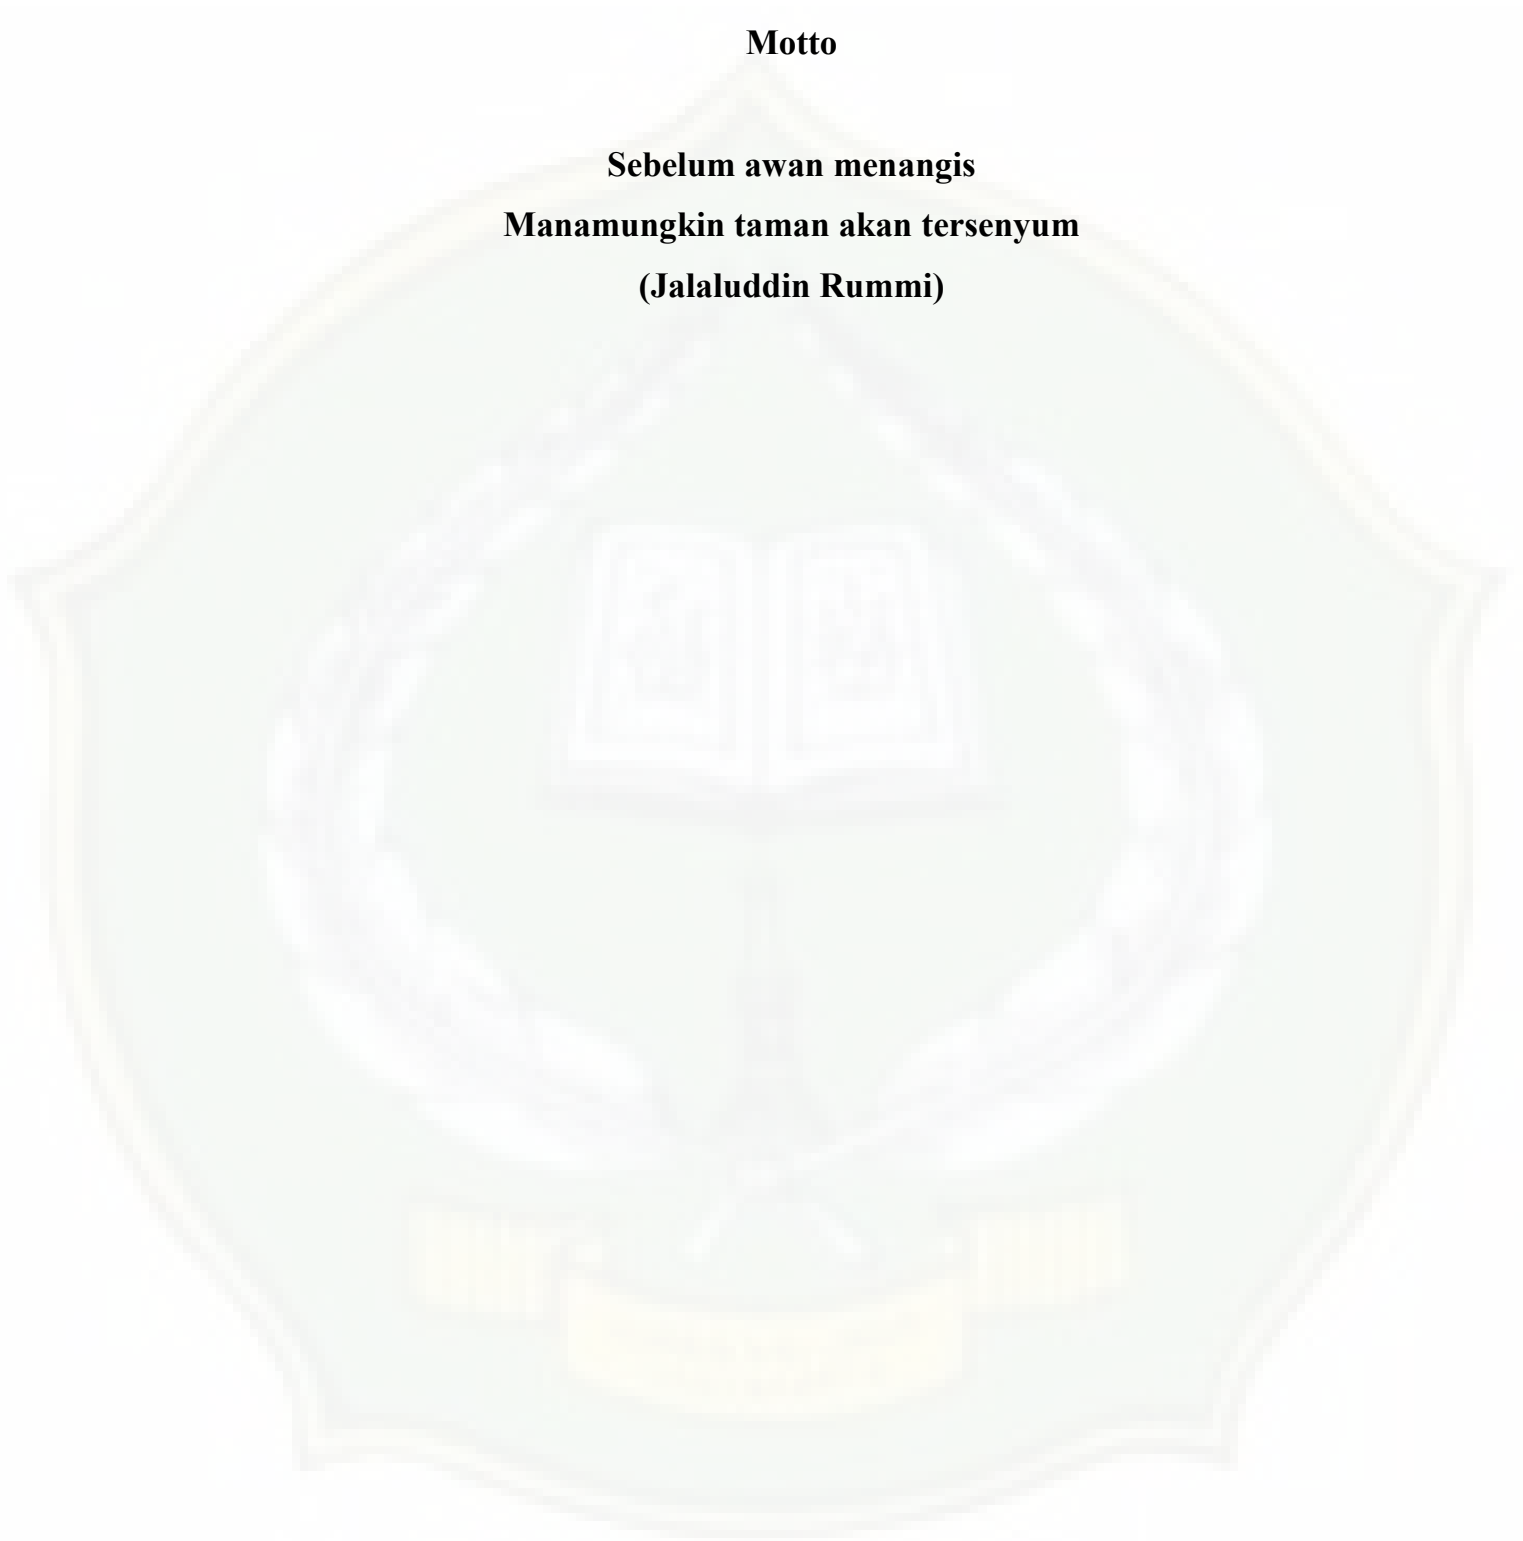 Motto
Sebelum awan menangis
Manamungkin taman akan tersenyum
(Jalaluddin Rummi)